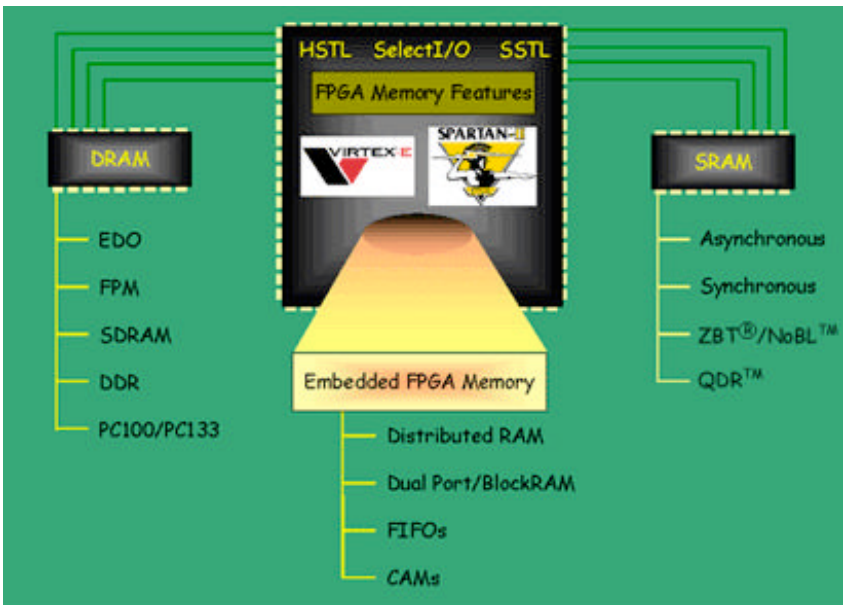 HSTL SelectI/O SSTL
FPGA Memory Features
VIRTEX-E
SPARTAN-II
DRAM
EDO
FPM
SDRAM
DDR
PC100/PC133
SRAM
Asynchronous
Synchronous
ZBT®/NoBL™
QDR™
Embedded FPGA Memory
Distributed RAM
Dual Port/BlockRAM
FIFOs
CAMs